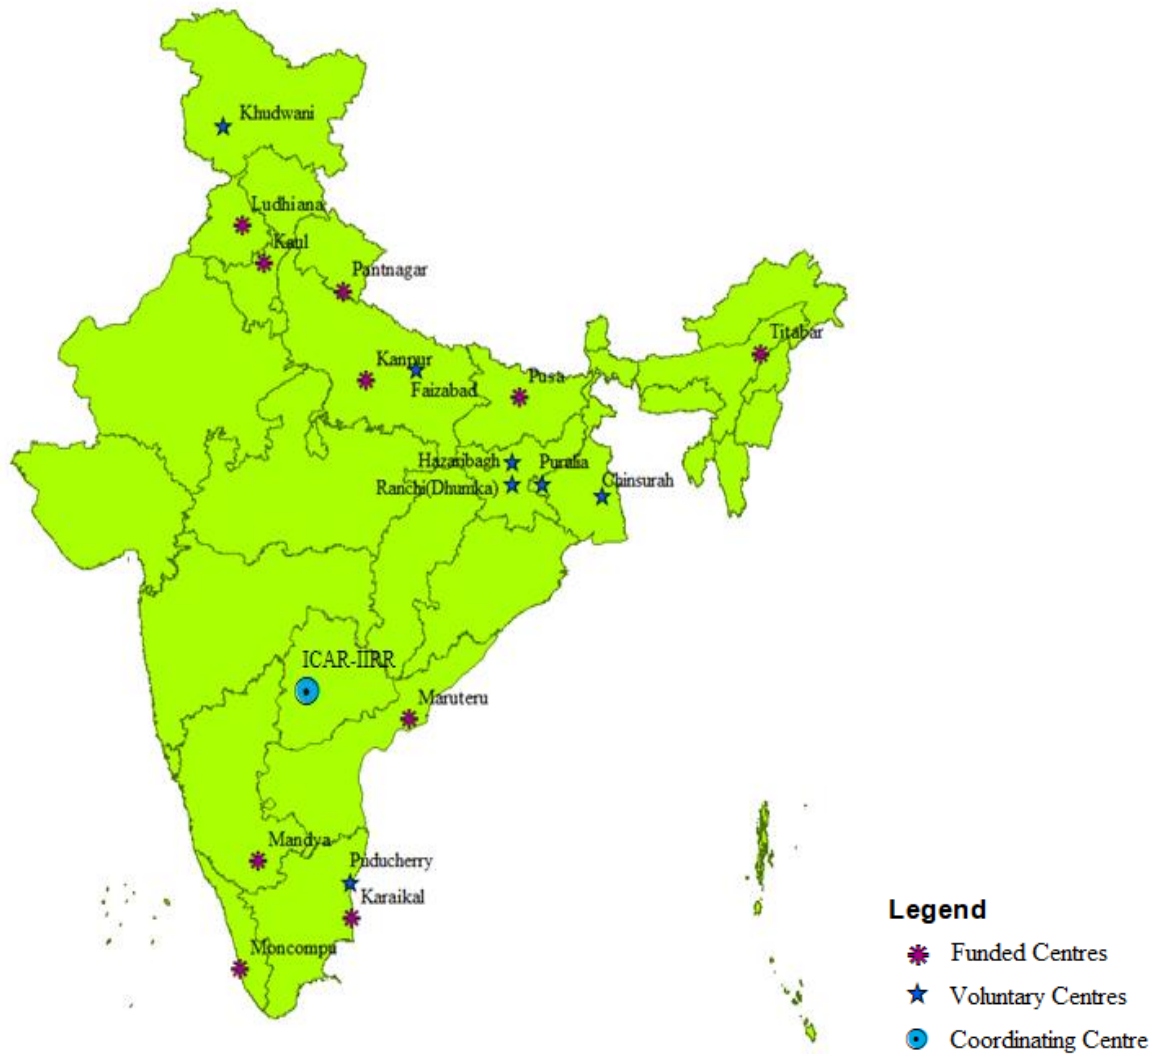 Khudwani
Ludhiana
Kaul
Pantnagar
Titabar
Kanpur
Faizabad
Pusa
Hazaribagh
Purulia
Ranchi(Dhumka)
Chinsurah
ICAR-IIRR
Maruteru
Mandya
Puducherry
Karaikal
Moncompu
Legend
Funded Centres
Voluntary Centres
Coordinating Centre